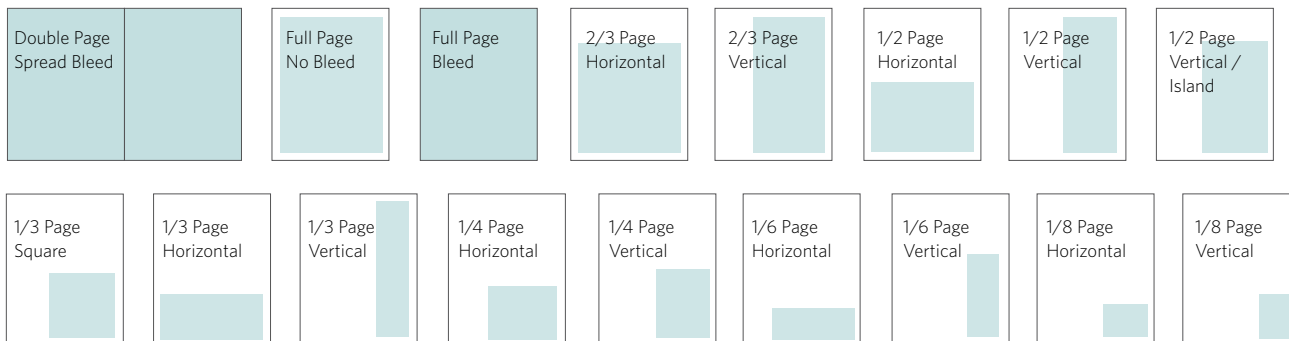 Double Page
Spread Bleed
Full Page
No Bleed
Full Page
Bleed
2/3 Page
Horizontal
2/3 Page
Vertical
1/2 Page
Horizontal
1/2 Page
Vertical
1/2 Page
Vertical /
Island
1/3 Page
Square
1/3 Page
Horizontal
1/3 Page
Vertical
1/4 Page
Horizontal
1/4 Page
Vertical
1/6 Page
Horizontal
1/6 Page
Vertical
1/8 Page
Horizontal
1/8 Page
Vertical